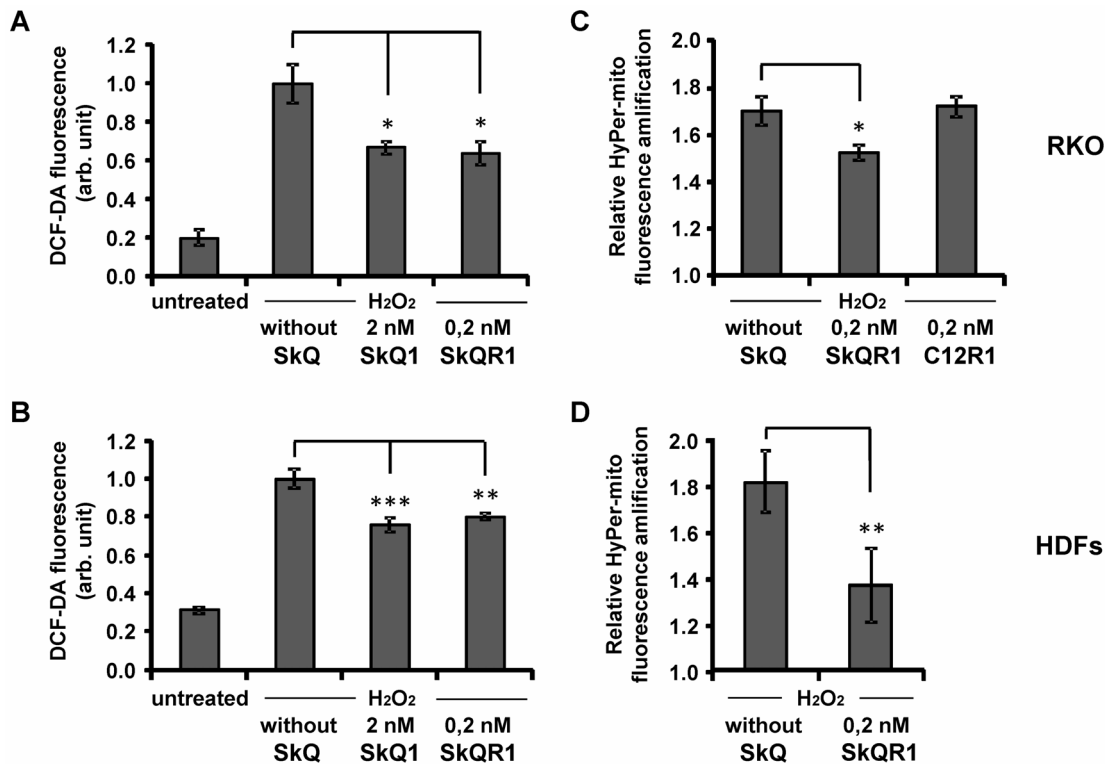 A
DCF-DA fluorescence
(arb. unit)
1.2
1.0
0.8
0.6
0.4
0.2
0.0
*
*
untreated
H₂O₂
without
SkQ
2 nM
SkQ1
0,2 nM
SkQR1
C
Relative HyPer-mito
fluorescence amlification
2.0
1.8
1.6
1.4
1.2
1.0
*
H₂O₂
without
SkQ
0,2 nM
SkQR1
0,2 nM
C12R1
RKO
B
DCF-DA fluorescence
(arb. unit)
1.2
1.0
0.8
0.6
0.4
0.2
0.0
***
**
untreated
H₂O₂
without
SkQ
2 nM
SkQ1
0,2 nM
SkQR1
D
Relative HyPer-mito
fluorescence amlification
2.0
1.8
1.6
1.4
1.2
1.0
**
H₂O₂
without
SkQ
0,2 nM
SkQR1
HDFs